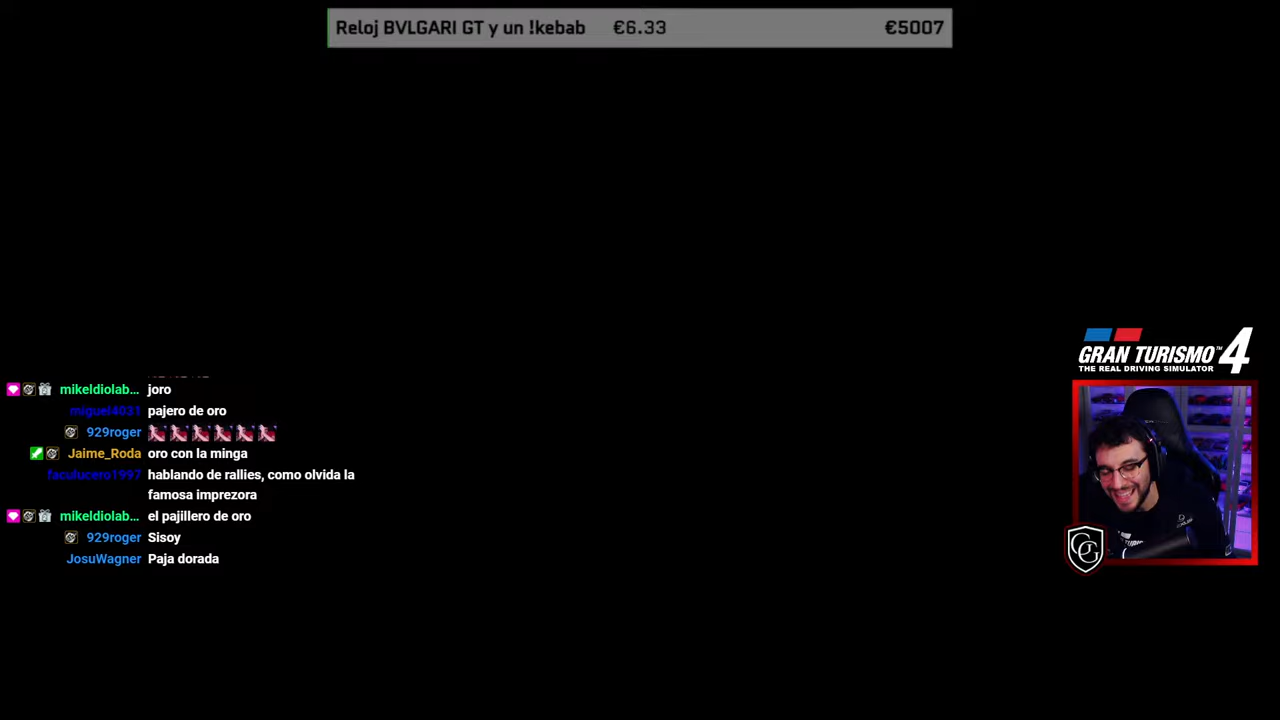 Reloj BVLGARI GT y un !kebab €6.33 €5007
GRAN TURISMO™ 4
THE REAL DRIVING SIMULATOR
mikeldiolab... joro
miguel4031 pajero de oro
929roger
Jaime_Roda oro con la minga
facufucero1997 hablando de rallies, como olvida la
famosa imprezora
mikeldiolab... el pajillero de oro
929roger Sisoy
JosuWagner Paja dorada